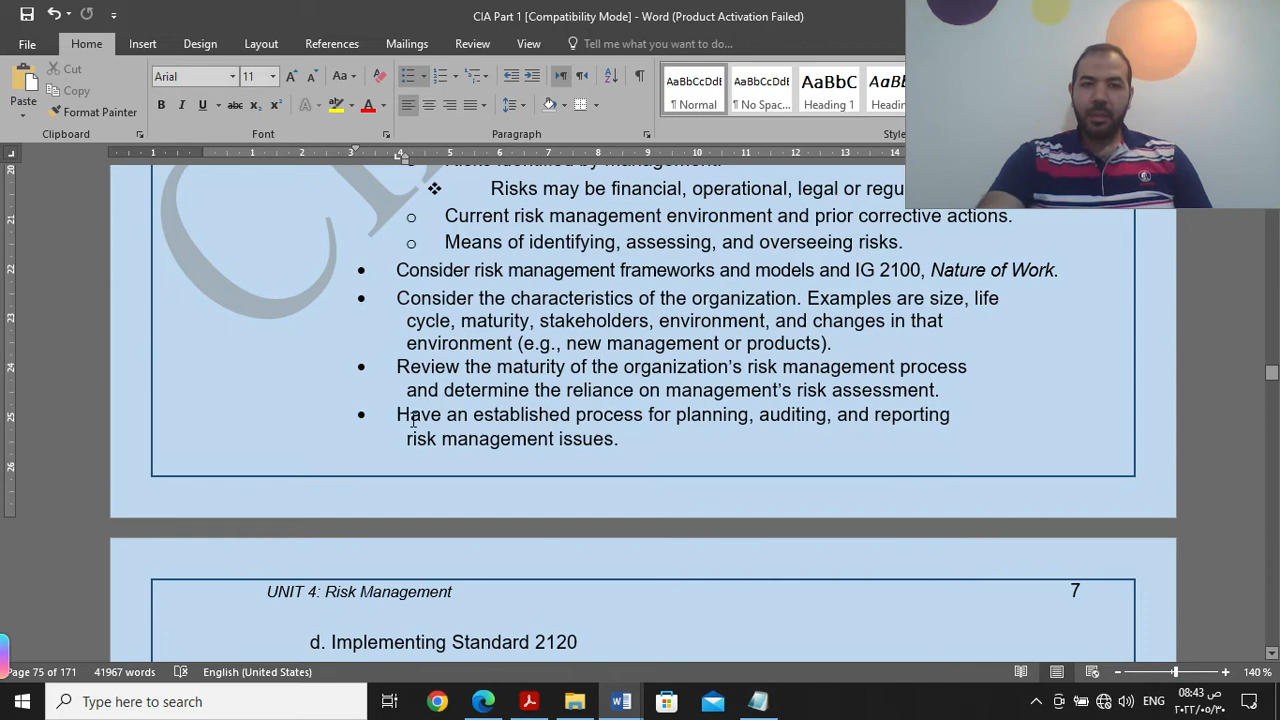 CIA Part 1 [Compatibility Mode] - Word (Product Activation Failed)
File Home Insert Design Layout References Mailings Review View Tell me what you want to do...
Paste
Cut
Copy
Format Painter
Arial 11
AaBbCcDdE AaBbCcDdE AaBbC
¶ Normal ¶ No Spac... Heading 1
Clipboard Font Paragraph
Risks may be financial, operational, legal or regu
Current risk management environment and prior corrective actions.
Means of identifying, assessing, and overseeing risks.
Consider risk management frameworks and models and IG 2100, Nature of Work.
Consider the characteristics of the organization. Examples are size, life
cycle, maturity, stakeholders, environment, and changes in that
environment (e.g., new management or products).
Review the maturity of the organization's risk management process
and determine the reliance on management's risk assessment.
Have an established process for planning, auditing, and reporting
risk management issues.
UNIT 4: Risk Management 7
d. Implementing Standard 2120
Page 75 of 171 41967 words English (United States) 140 %
Type here to search
ENG
08:43 ص
٢٠٢٢/٠٥/٣٠